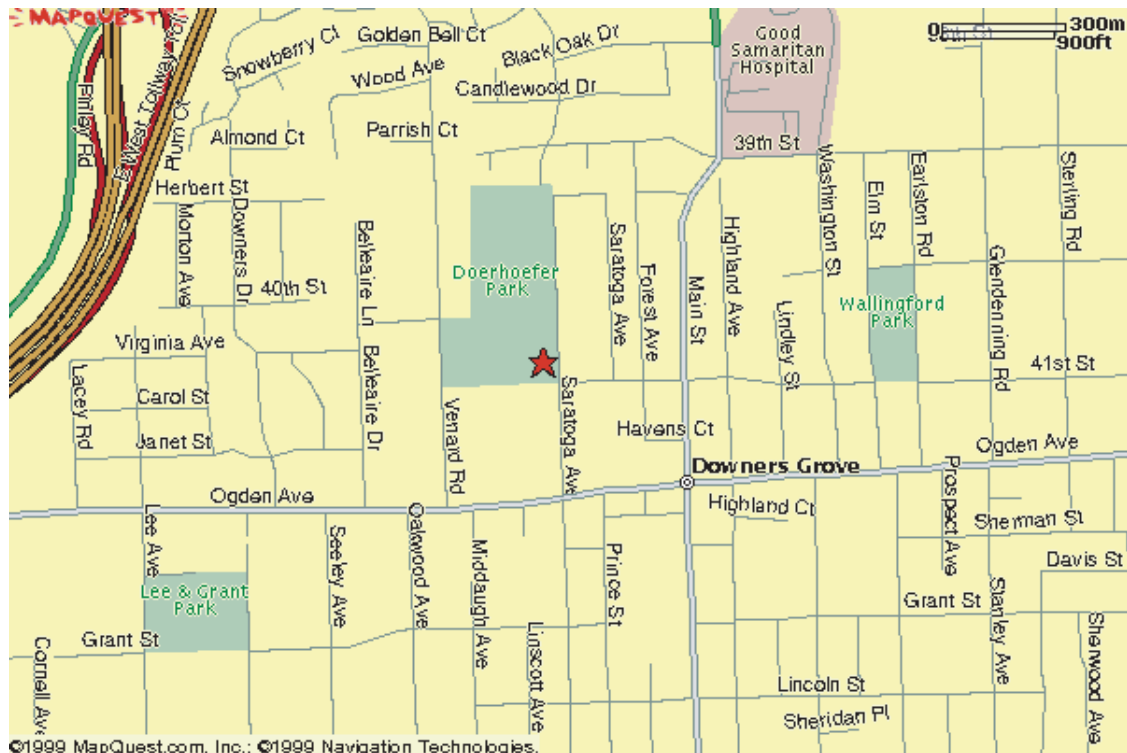 MAPQUEST
0 300m
900ft
Golden Bell Ct
Black Oak Dr
Good
Samaritan
Hospital
Snowberry Ct
Wood Ave
Candlewood Dr
Finley Rd
E West Tollway
Plum Ct
Almond Ct
Parrish Ct
39th St
Washington St
Elm St
Earlston Rd
Sterling Rd
Herbert St
Morton Ave
Downers Dr
Belleaire Ln
Doerhoefer
Park
Saratoga Ave
Forest Ave
Main St
Highland Ave
Lindley St
Wallingford
Park
Glendenning Rd
40th St
Virginia Ave
Belleaire Dr
41st St
Lacey Rd
Carol St
Venard Rd
Saratoga Ave
Havens Ct
Janet St
Ogden Ave
Downers Grove
Ogden Ave
Highland Ct
Prospect Ave
Sherman St
Lee Ave
Seeley Ave
Oakwood Ave
Middaugh Ave
Prince St
Davis St
Lee & Grant
Park
Grant St
Stanley Ave
Sherwood Ave
Grant St
Linscott Ave
Cornell Ave
Lincoln St
Sheridan Pl
©1999 MapQuest.com, Inc.; ©1999 Navigation Technologies.